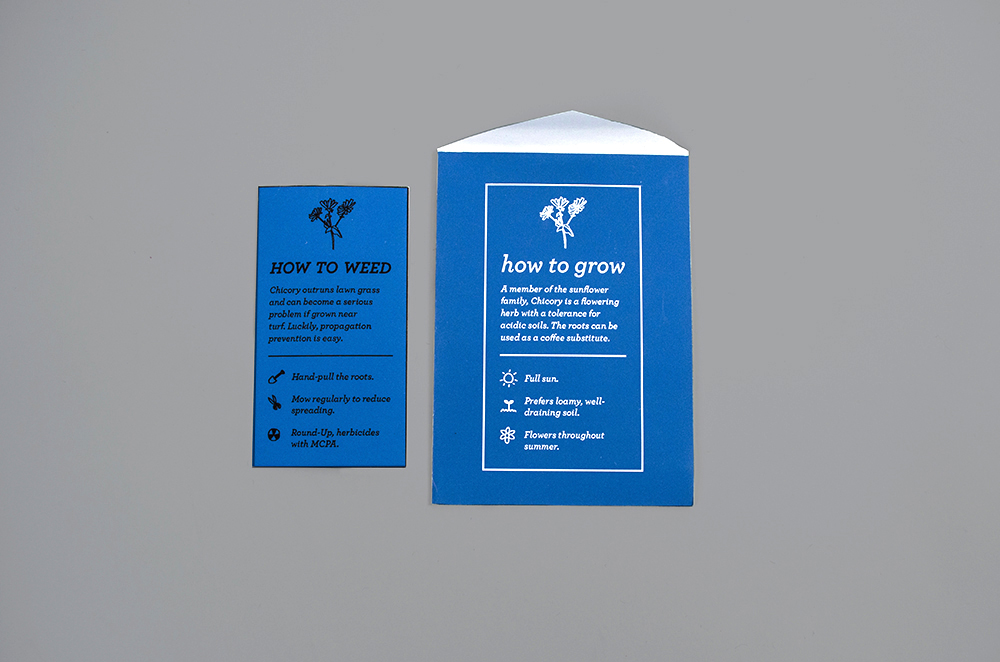 HOW TO WEED
Chicory outruns lawn grass
and can become a serious
problem if grown near
turf. Luckily, propagation
prevention is easy.
Hand-pull the roots.
Mow regularly to reduce
spreading.
Round-Up, herbicides
with MCPA.
how to grow
A member of the sunflower
family, Chicory is a flowering
herb with a tolerance for
acidic soils. The roots can be
used as a coffee substitute.
Full sun.
Prefers loamy, well-
draining soil.
Flowers throughout
summer.